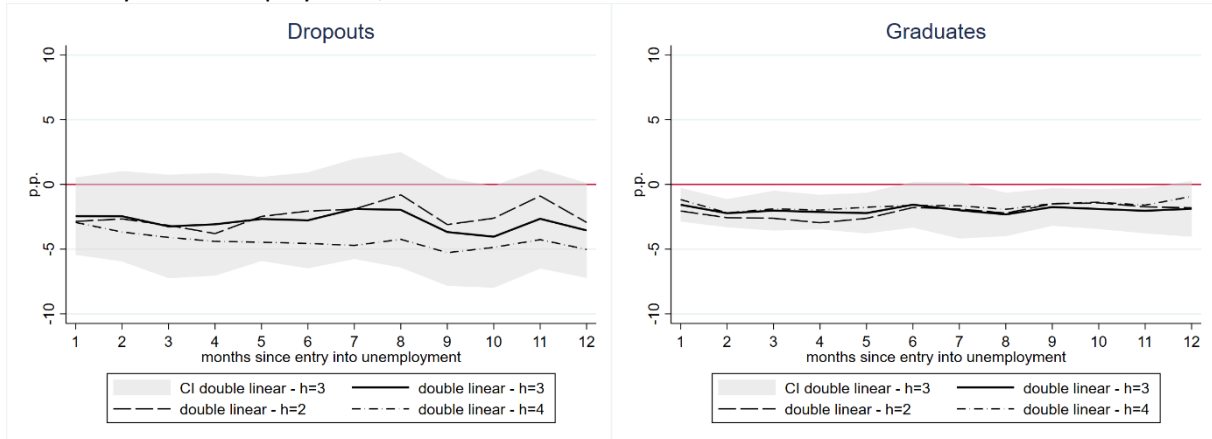 Dropouts
10
5
0
-5
-10
p.p.
1 2 3 4 5 6 7 8 9 10 11 12
months since entry into unemployment
CI double linear - h=3 double linear - h=3
double linear - h=2 double linear - h=4
Graduates
10
5
0
-5
-10
p.p.
1 2 3 4 5 6 7 8 9 10 11 12
months since entry into unemployment
CI double linear - h=3 double linear - h=3
double linear - h=2 double linear - h=4